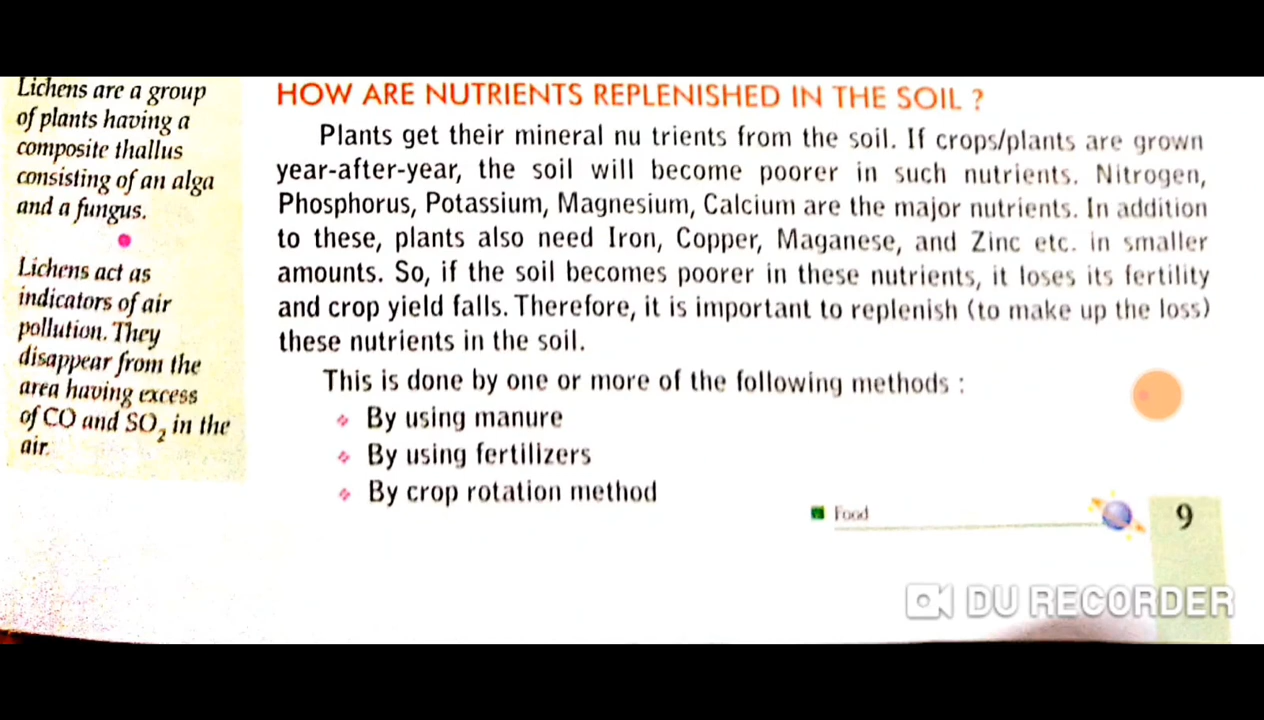 Lichens are a group
of plants having a
composite thallus
consisting of an alga
and a fungus.
Lichens act as
indicators of air
pollution. They
disappear from the
area having excess
of CO and SO₂ in the
air.
HOW ARE NUTRIENTS REPLENISHED IN THE SOIL ?
Plants get their mineral nu trients from the soil. If crops/plants are grown
year-after-year, the soil will become poorer in such nutrients. Nitrogen,
Phosphorus, Potassium, Magnesium, Calcium are the major nutrients. In addition
to these, plants also need Iron, Copper, Maganese, and Zinc etc. in smaller
amounts. So, if the soil becomes poorer in these nutrients, it loses its fertility
and crop yield falls. Therefore, it is important to replenish (to make up the loss)
these nutrients in the soil.
This is done by one or more of the following methods :
By using manure
By using fertilizers
By crop rotation method
Food
9
DU RECORDER